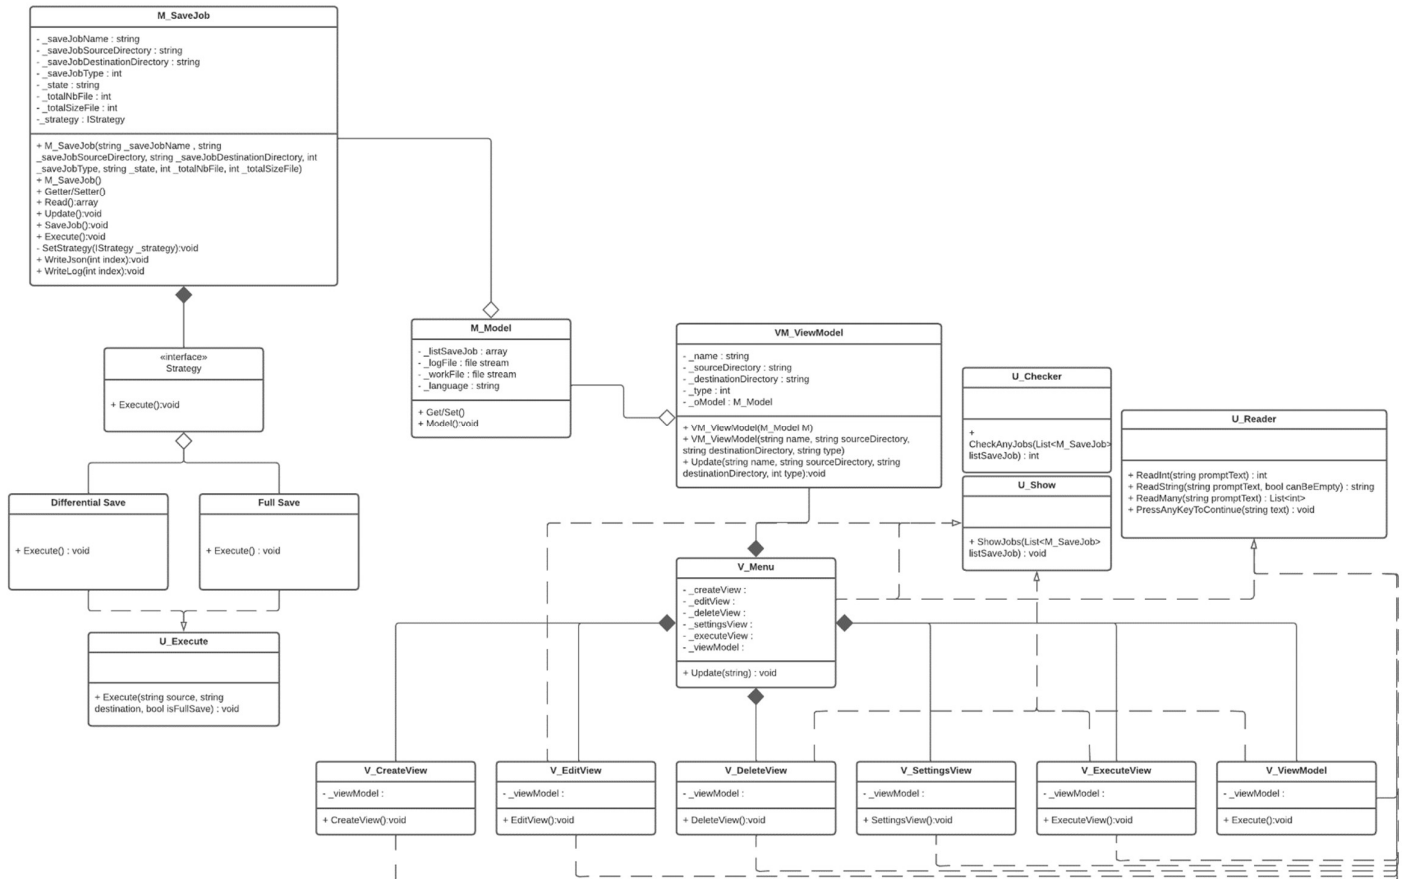 M_SaveJob
- _saveJobName : string
- _saveJobSourceDirectory : string
- _saveJobDestinationDirectory : string
- _saveJobType : int
- _state : string
- _totalNbFile : int
- _totalSizeFile : int
-_strategy : IStrategy
+ M_SaveJob(string _saveJobName , string
_saveJobSourceDirectory, string _saveJobDestinationDirectory, int
_saveJobType, string _state, int _totalNbFile, int _totalSizeFile)
+ M_SaveJob()
+ Getter/Setter()
+ Read():array
+ Update():void
+ SaveJob():void
+ Execute():void
- SetStrategy(IStrategy _strategy):void
+ WriteJson(int index):void
+ WriteLog(int index):void
«interface»
Strategy
+ Execute():void
Differential Save
+ Execute() : void
Full Save
+ Execute() : void
U_Execute
+ Execute(string source, string
destination, bool isFullSave) : void
M_Model
- _listSaveJob : array
- _logFile : file stream
- _workFile : file stream
- _language : string
+ Get/Set()
+ Model():void
VM_ViewModel
- _name : string
- _sourceDirectory : string
- _destinationDirectory : string
- _type : int
- _oModel : M_Model
+ VM_ViewModel(M_Model M)
+ VM_ViewModel(string name, string sourceDirectory,
string destinationDirectory, string type)
+ Update(string name, string sourceDirectory, string
destinationDirectory, int type):void
U_Checker
+
CheckAnyJobs(List<M_SaveJob>
listSaveJob) : int
U_Show
+ ShowJobs(List<M_SaveJob>
listSaveJob) : void
U_Reader
+ ReadInt(string promptText) : int
+ ReadString(string promptText, bool canBeEmpty) : string
+ ReadMany(string promptText) : List<int>
+ PressAnyKeyToContinue(string text) : void
V_Menu
- _createView :
- _editView :
- _deleteView :
- _settingsView :
- _executeView :
- _viewModel :
+ Update(string) : void
V_CreateView
- _viewModel :
+ CreateView():void
V_EditView
- _viewModel :
+ EditView():void
V_DeleteView
- _viewModel :
+ DeleteView():void
V_SettingsView
- _viewModel :
+ SettingsView():void
V_ExecuteView
- _viewModel :
+ ExecuteView():void
V_ViewModel
- _viewModel :
+ Execute():void